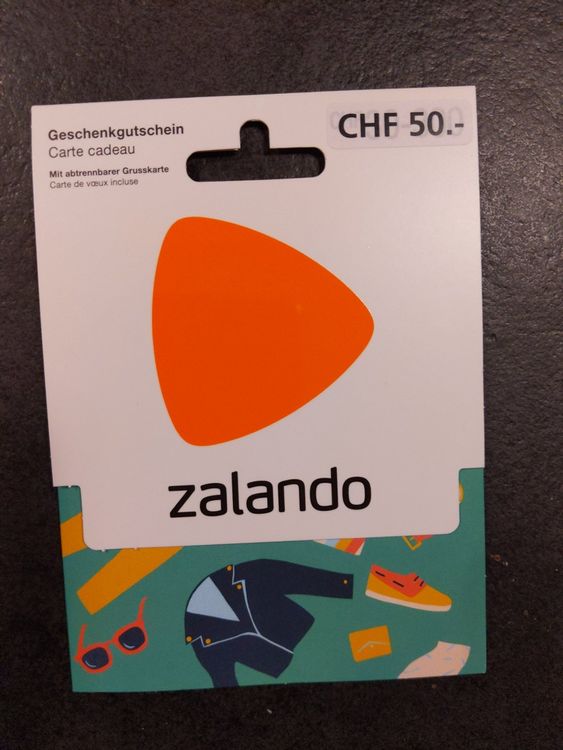 Geschenkgutschein
Carte cadeau
Mit abtrennbarer Grusskarte
Carte de vœux incluse
CHF 50.-
zalando